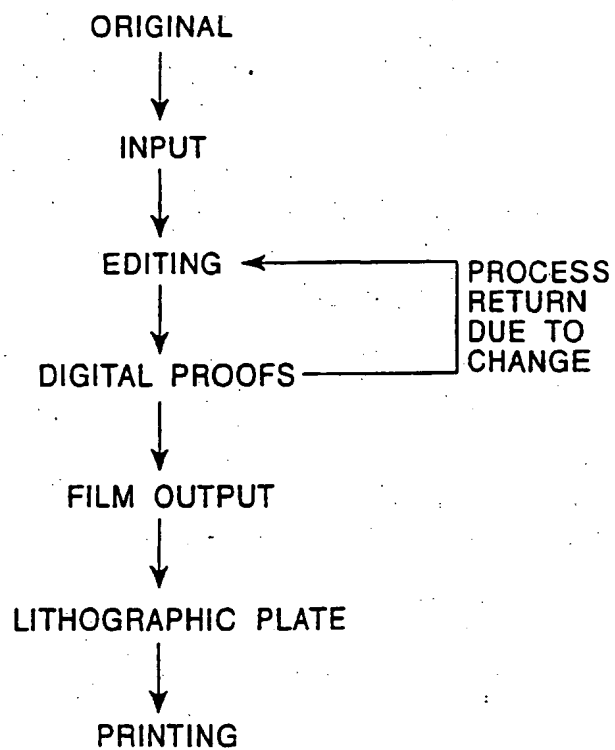 ORIGINAL
INPUT
EDITING
PROCESS
RETURN
DUE TO
CHANGE
DIGITAL PROOFS
FILM OUTPUT
LITHOGRAPHIC PLATE
PRINTING